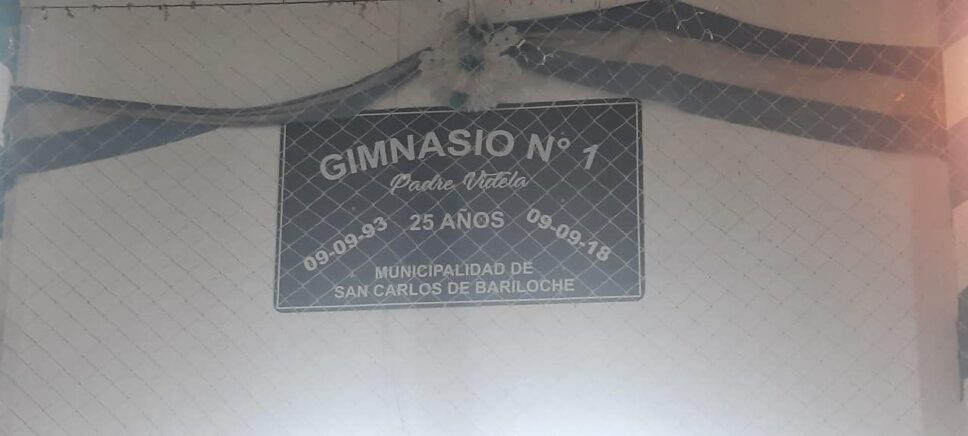 GIMNASIO N° 1
Padre Videla
09-09-93 25 AÑOS 09-09-18
MUNICIPALIDAD DE
SAN CARLOS DE BARILOCHE